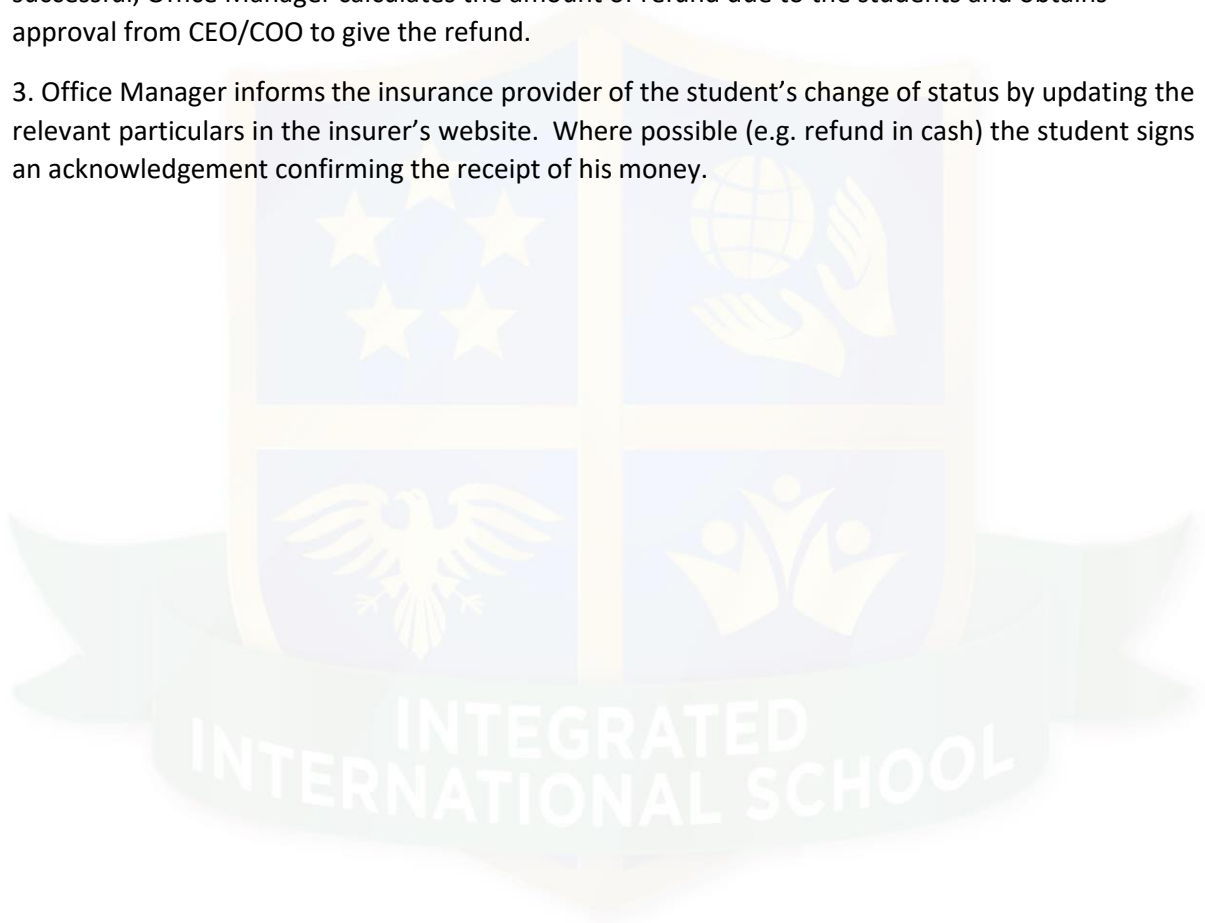 successful, Office Manager calculates the amount of refund due to the students and obtains
approval from CEO/COO to give the refund.
3. Office Manager informs the insurance provider of the student’s change of status by updating the
relevant particulars in the insurer’s website.  Where possible (e.g. refund in cash) the student signs
an acknowledgement confirming the receipt of his money.
INTEGRATED
INTERNATIONAL SCHOOL